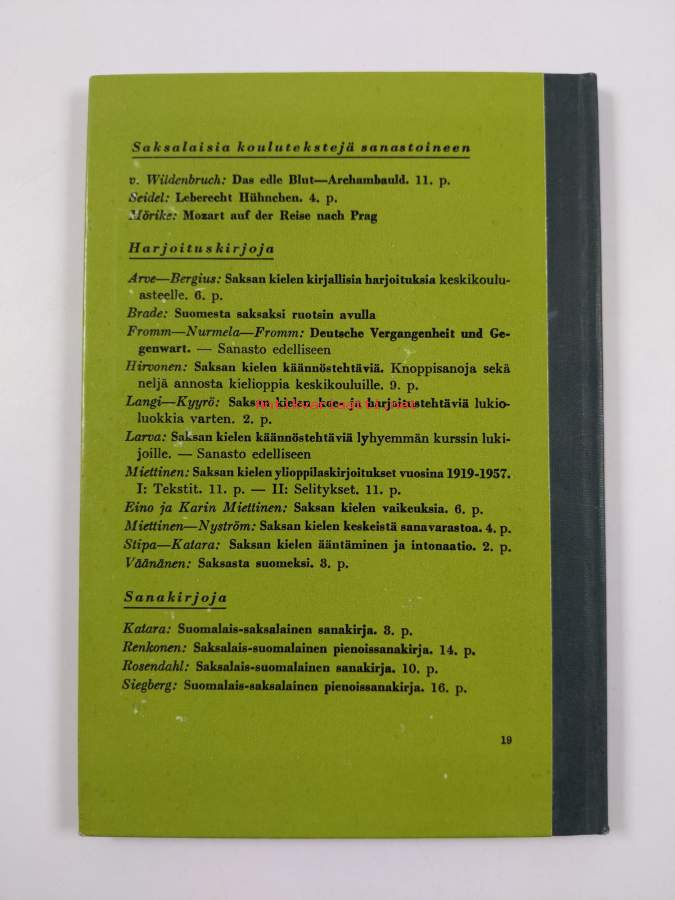 Saksalaisia koulutekstejä sanastoineen
v. Wildenbruch: Das edle Blut—Archambauld. 11. p.
Seidel: Leberecht Hühnchen. 4. p.
Mörike: Mozart auf der Reise nach Prag
Harjoituskirjoja
Arve—Bergius: Saksan kielen kirjallisia harjoituksia keskikoulu-
asteelle. 6. p.
Brade: Suomesta saksaksi ruotsin avulla
Fromm—Nurmela—Fromm: Deutsche Vergangenheit und Ge-
genwart. — Sanasto edelliseen
Hirvonen: Saksan kielen käännöstehtäviä. Knoppisanoja sekä
neljä annosta kielioppia keskikouluille. 9. p.
Langi—Kyyrö: Saksan kielen koe- ja harjoitustehtäviä lukio-
luokkia varten. 2. p.
Larva: Saksan kielen käännöstehtäviä lyhyemmän kurssin luki-
joille. — Sanasto edelliseen
Miettinen: Saksan kielen ylioppilaskirjoitukset vuosina 1919-1957.
I: Tekstit. 11. p. — II: Selitykset. 11. p.
Eino ja Karin Miettinen: Saksan kielen vaikeuksia. 6. p.
Miettinen—Nyström: Saksan kielen keskeistä sanavarastoa. 4. p.
Stipa—Katara: Saksan kielen ääntäminen ja intonaatio. 2. p.
Väänänen: Saksasta suomeksi. 3. p.
Sanakirjoja
Katara: Suomalais-saksalainen sanakirja. 3. p.
Renkonen: Saksalais-suomalainen pienoissanakirja. 14. p.
Rosendahl: Saksalais-suomalainen sanakirja. 10. p.
Siegberg: Suomalais-saksalainen pienoissanakirja. 16. p.
19